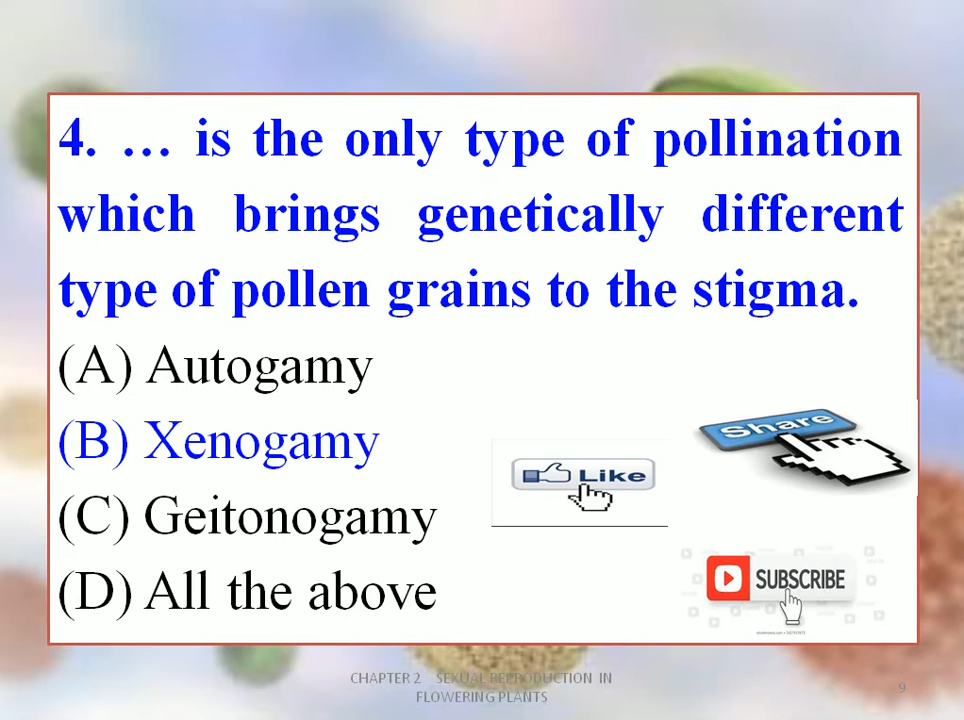 4. … is the only type of pollination
which brings genetically different
type of pollen grains to the stigma.
(A) Autogamy
(B) Xenogamy
(C) Geitonogamy
(D) All the above
Share
Like
SUBSCRIBE
CHAPTER 2 SEXUAL REPRODUCTION IN
FLOWERING PLANTS
9